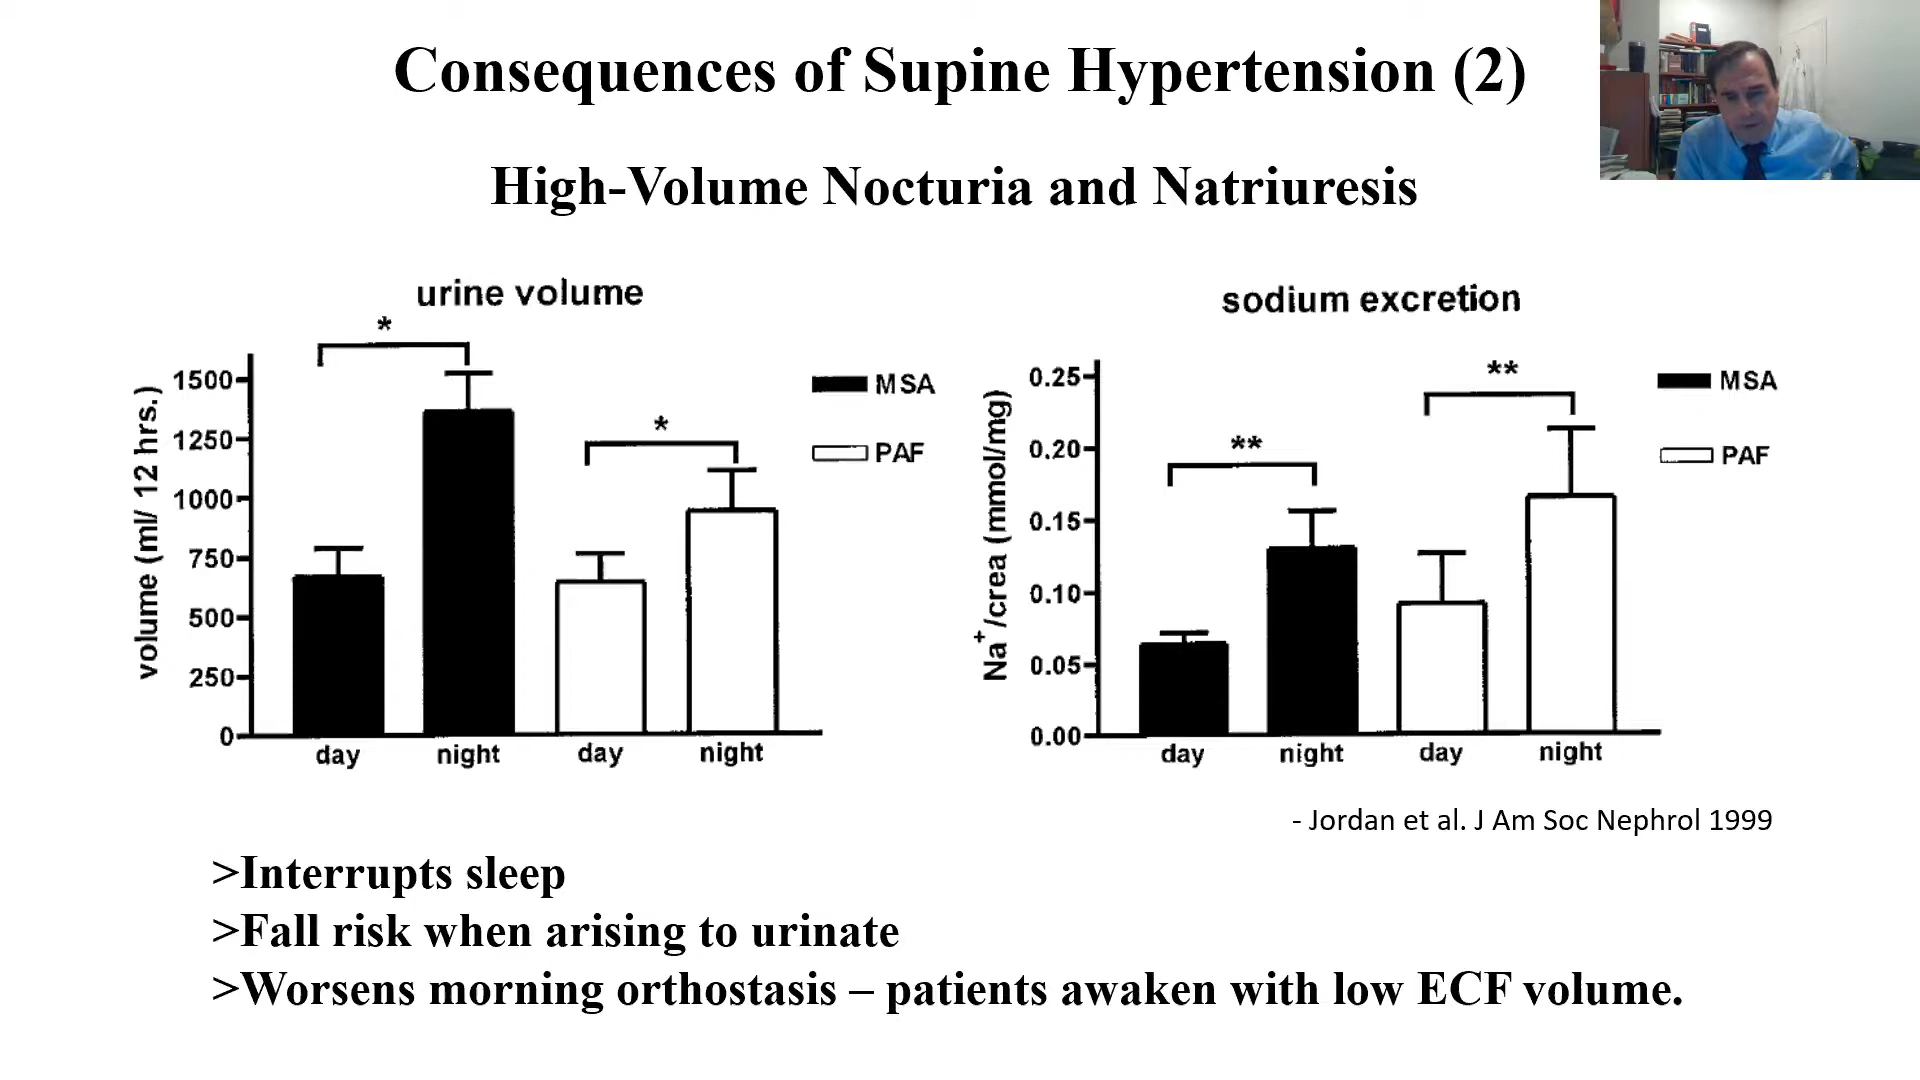 Consequences of Supine Hypertension (2)
High-Volume Nocturia and Natriuresis
urine volume
*
*
volume (ml/ 12 hrs.)
1500
1250
1000
750
500
250
0
day
night
day
night
MSA
PAF
sodium excretion
**
**
Na+/crea (mmol/mg)
0.25
0.20
0.15
0.10
0.05
0.00
day
night
day
night
MSA
PAF
- Jordan et al. J Am Soc Nephrol 1999
>Interrupts sleep
>Fall risk when arising to urinate
>Worsens morning orthostasis – patients awaken with low ECF volume.